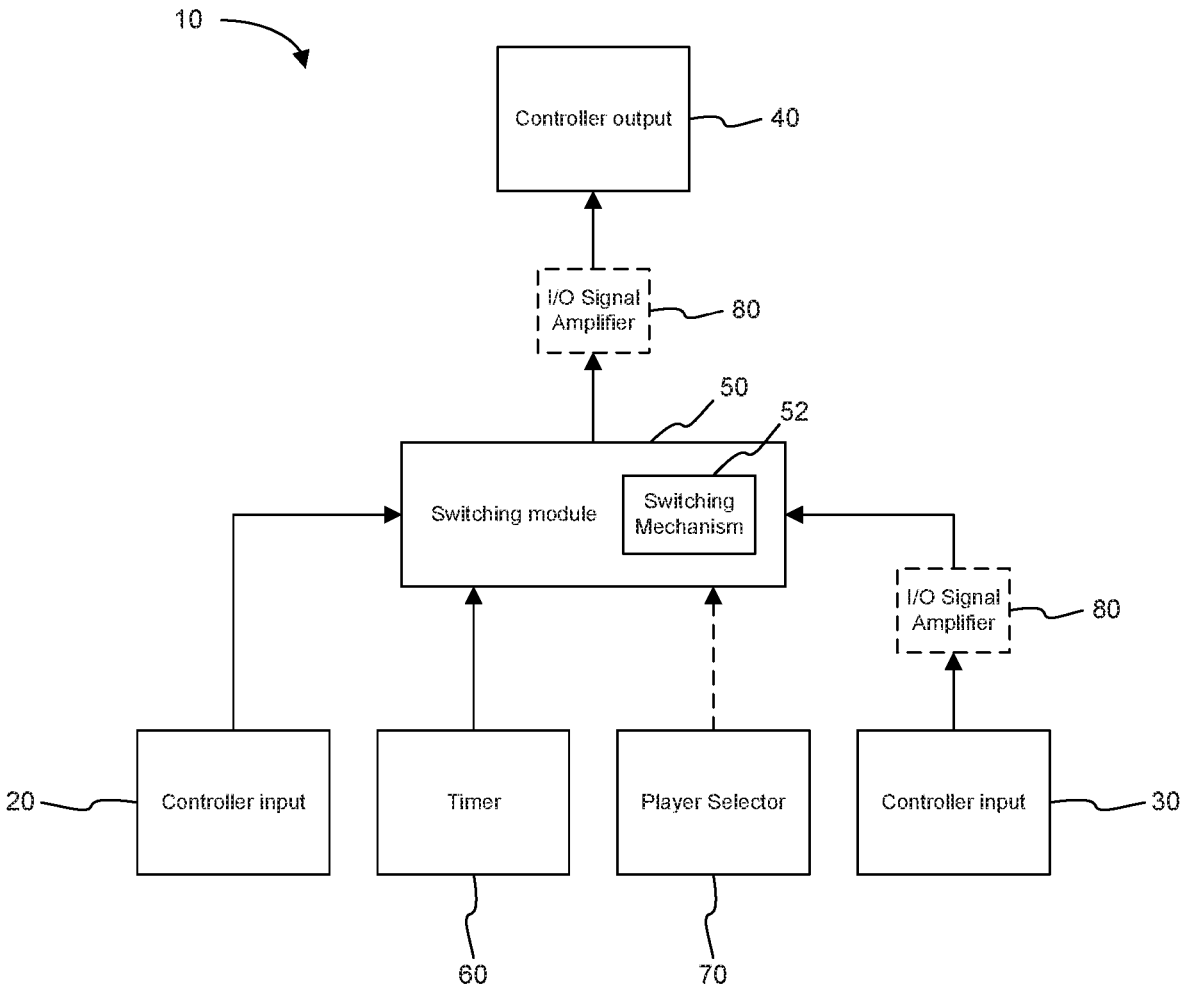 10
Controller output
40
I/O Signal
Amplifier
80
50
52
Switching module
Switching
Mechanism
I/O Signal
Amplifier
80
20
Controller input
Timer
Player Selector
Controller input
30
60
70